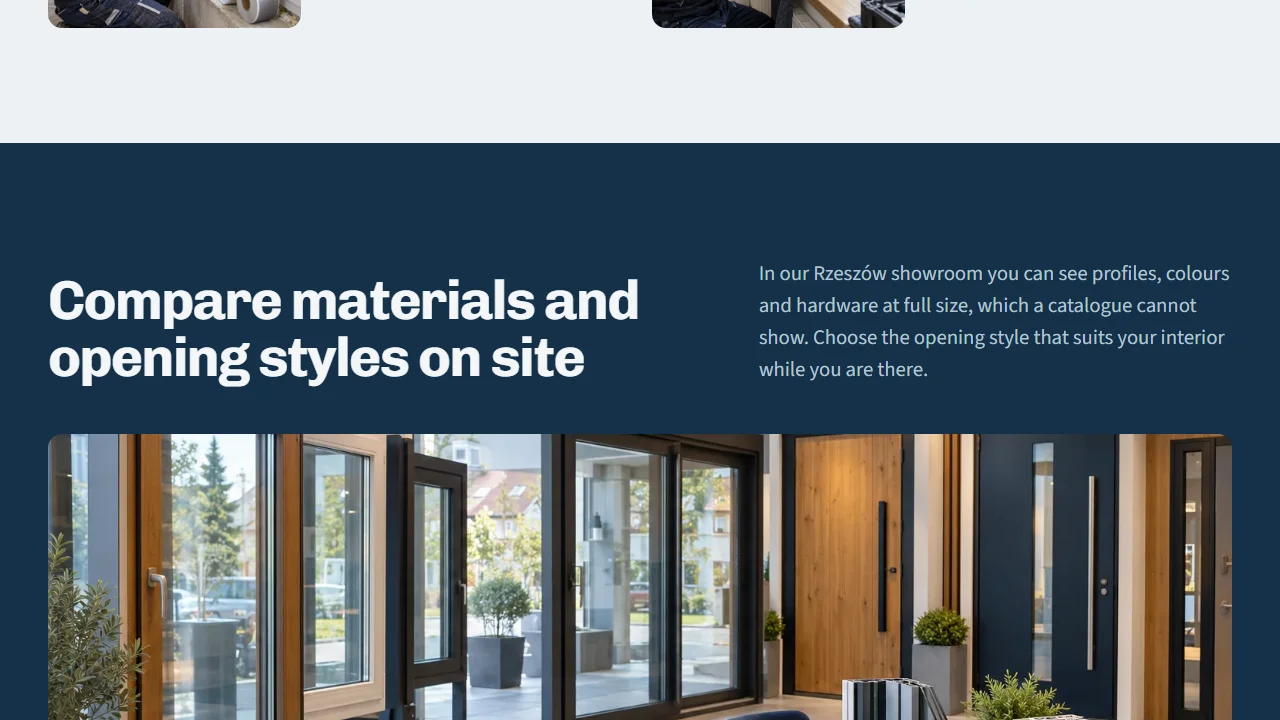 Compare materials and
opening styles on site
In our Rzeszów showroom you can see profiles, colours
and hardware at full size, which a catalogue cannot
show. Choose the opening style that suits your interior
while you are there.